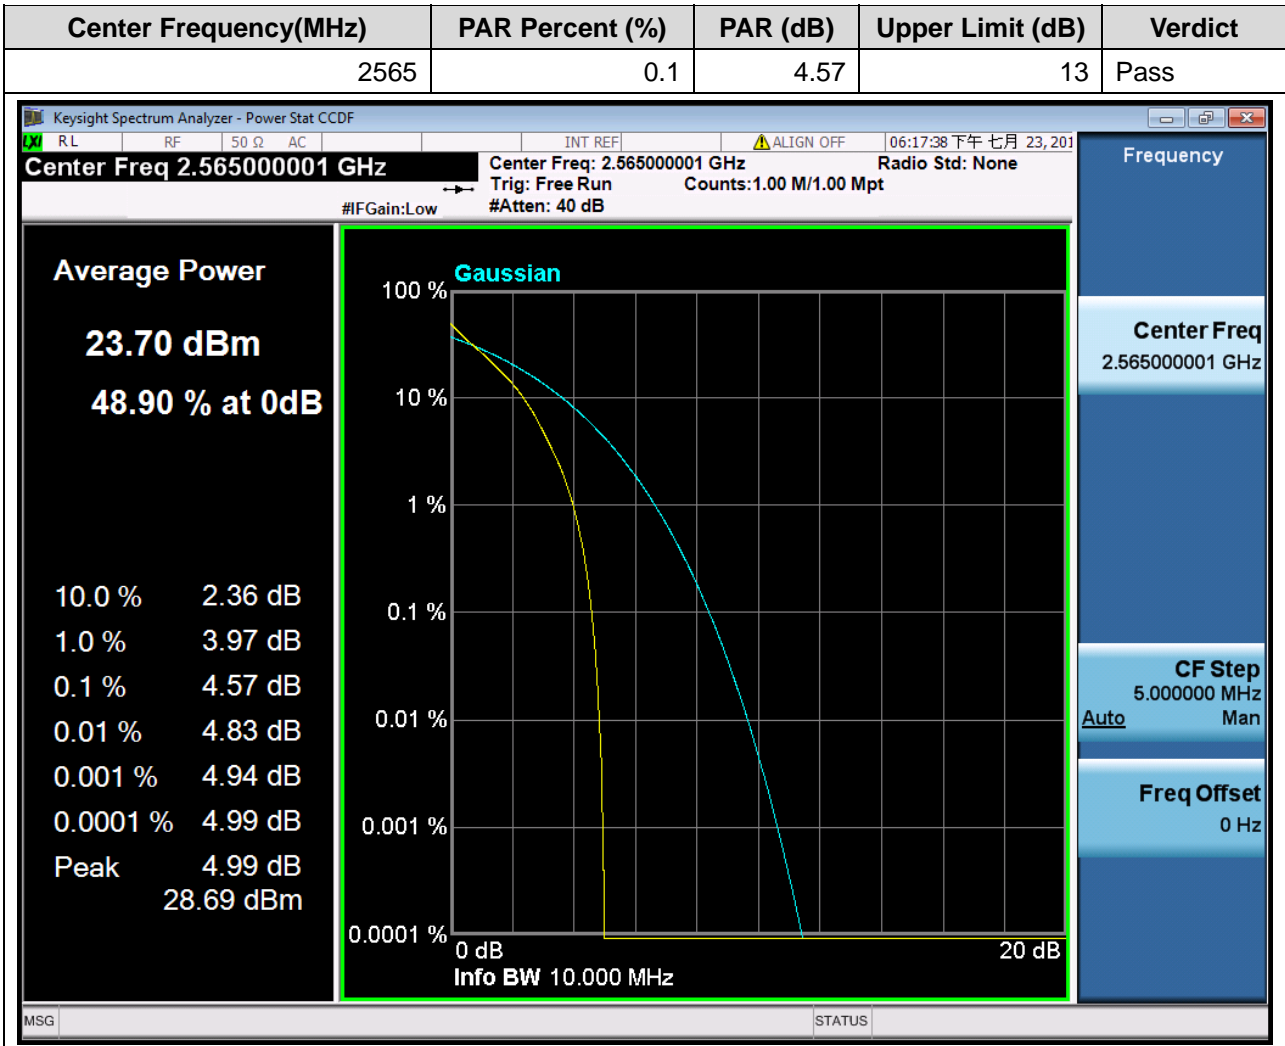 Center Frequency(MHz) PAR Percent (%) PAR (dB) Upper Limit (dB) Verdict
2565 0.1 4.57 13 Pass
Keysight Spectrum Analyzer - Power Stat CCDF
LXI RL RF 50 Ω AC INT REF ALIGN OFF 06:17:38 下午 七月 23, 201
Center Freq 2.565000001 GHz
Center Freq: 2.565000001 GHz Radio Std: None
Trig: Free Run Counts:1.00 M/1.00 Mpt
#IFGain:Low #Atten: 40 dB
Frequency
Average Power
23.70 dBm
48.90 % at 0dB
10.0 % 2.36 dB
1.0 % 3.97 dB
0.1 % 4.57 dB
0.01 % 4.83 dB
0.001 % 4.94 dB
0.0001 % 4.99 dB
Peak 4.99 dB
28.69 dBm
Gaussian
100 %
10 %
1 %
0.1 %
0.01 %
0.001 %
0.0001 %
0 dB 20 dB
Info BW 10.000 MHz
Center Freq
2.565000001 GHz
CF Step
5.000000 MHz
Auto Man
Freq Offset
0 Hz
MSG STATUS